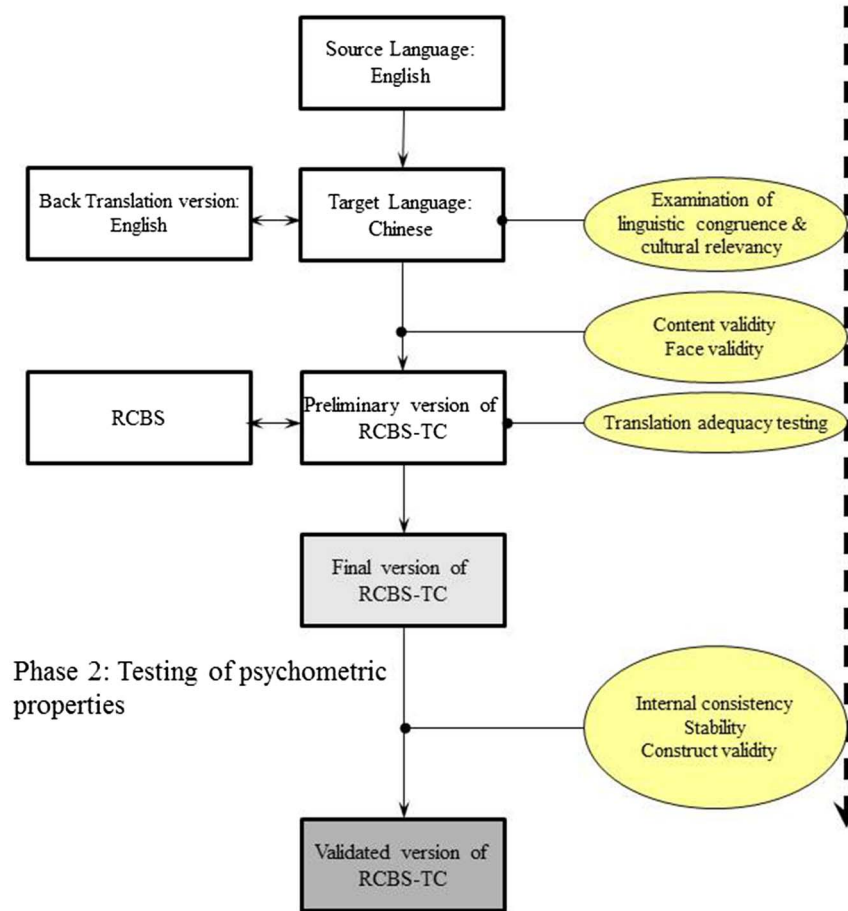 Source Language:
English
Back Translation version:
English
Target Language:
Chinese
Examination of
linguistic congruence &
cultural relevancy
Content validity
Face validity
RCBS
Preliminary version of
RCBS-TC
Translation adequacy testing
Final version of
RCBS-TC
Phase 2: Testing of psychometric
properties
Internal consistency
Stability
Construct validity
Validated version of
RCBS-TC